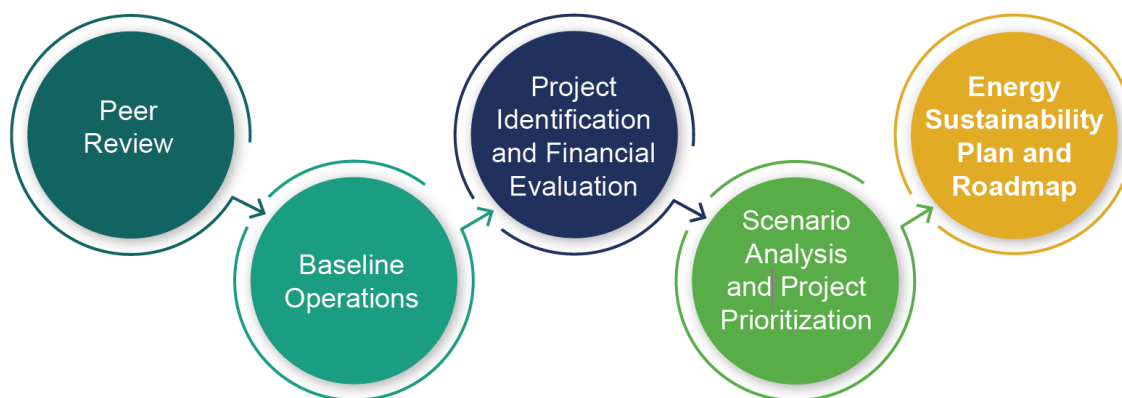 Peer
Review
Baseline
Operations
Project
Identification
and Financial
Evaluation
Scenario
Analysis
and Project
Prioritization
Energy
Sustainability
Plan and
Roadmap